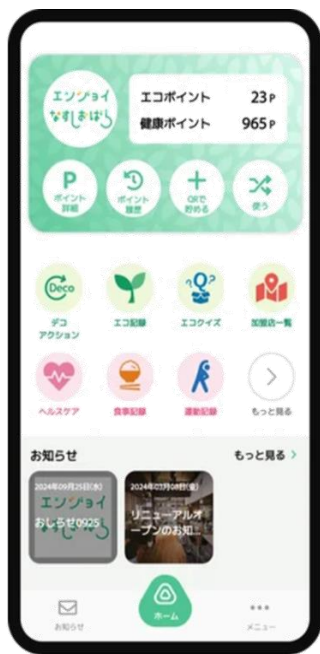 エンジョイ
なすしおばら
エコポイント 23P
健康ポイント 965P
P
ポイント
詳細
ポイント
履歴
QRで
貯める
使う
Deco
デコ
アクション
エコ記録
Q
?
?
エコクイズ
加盟店一覧
ヘルスケア
食事記録
運動記録
もっと見る
お知らせ
もっと見る
2024年09月25日(水)
エンジョイ
おしらせ0925
2024年03月08日(金)
リニューアルオ
ープンのお知...
お知らせ
ホーム
メニュー